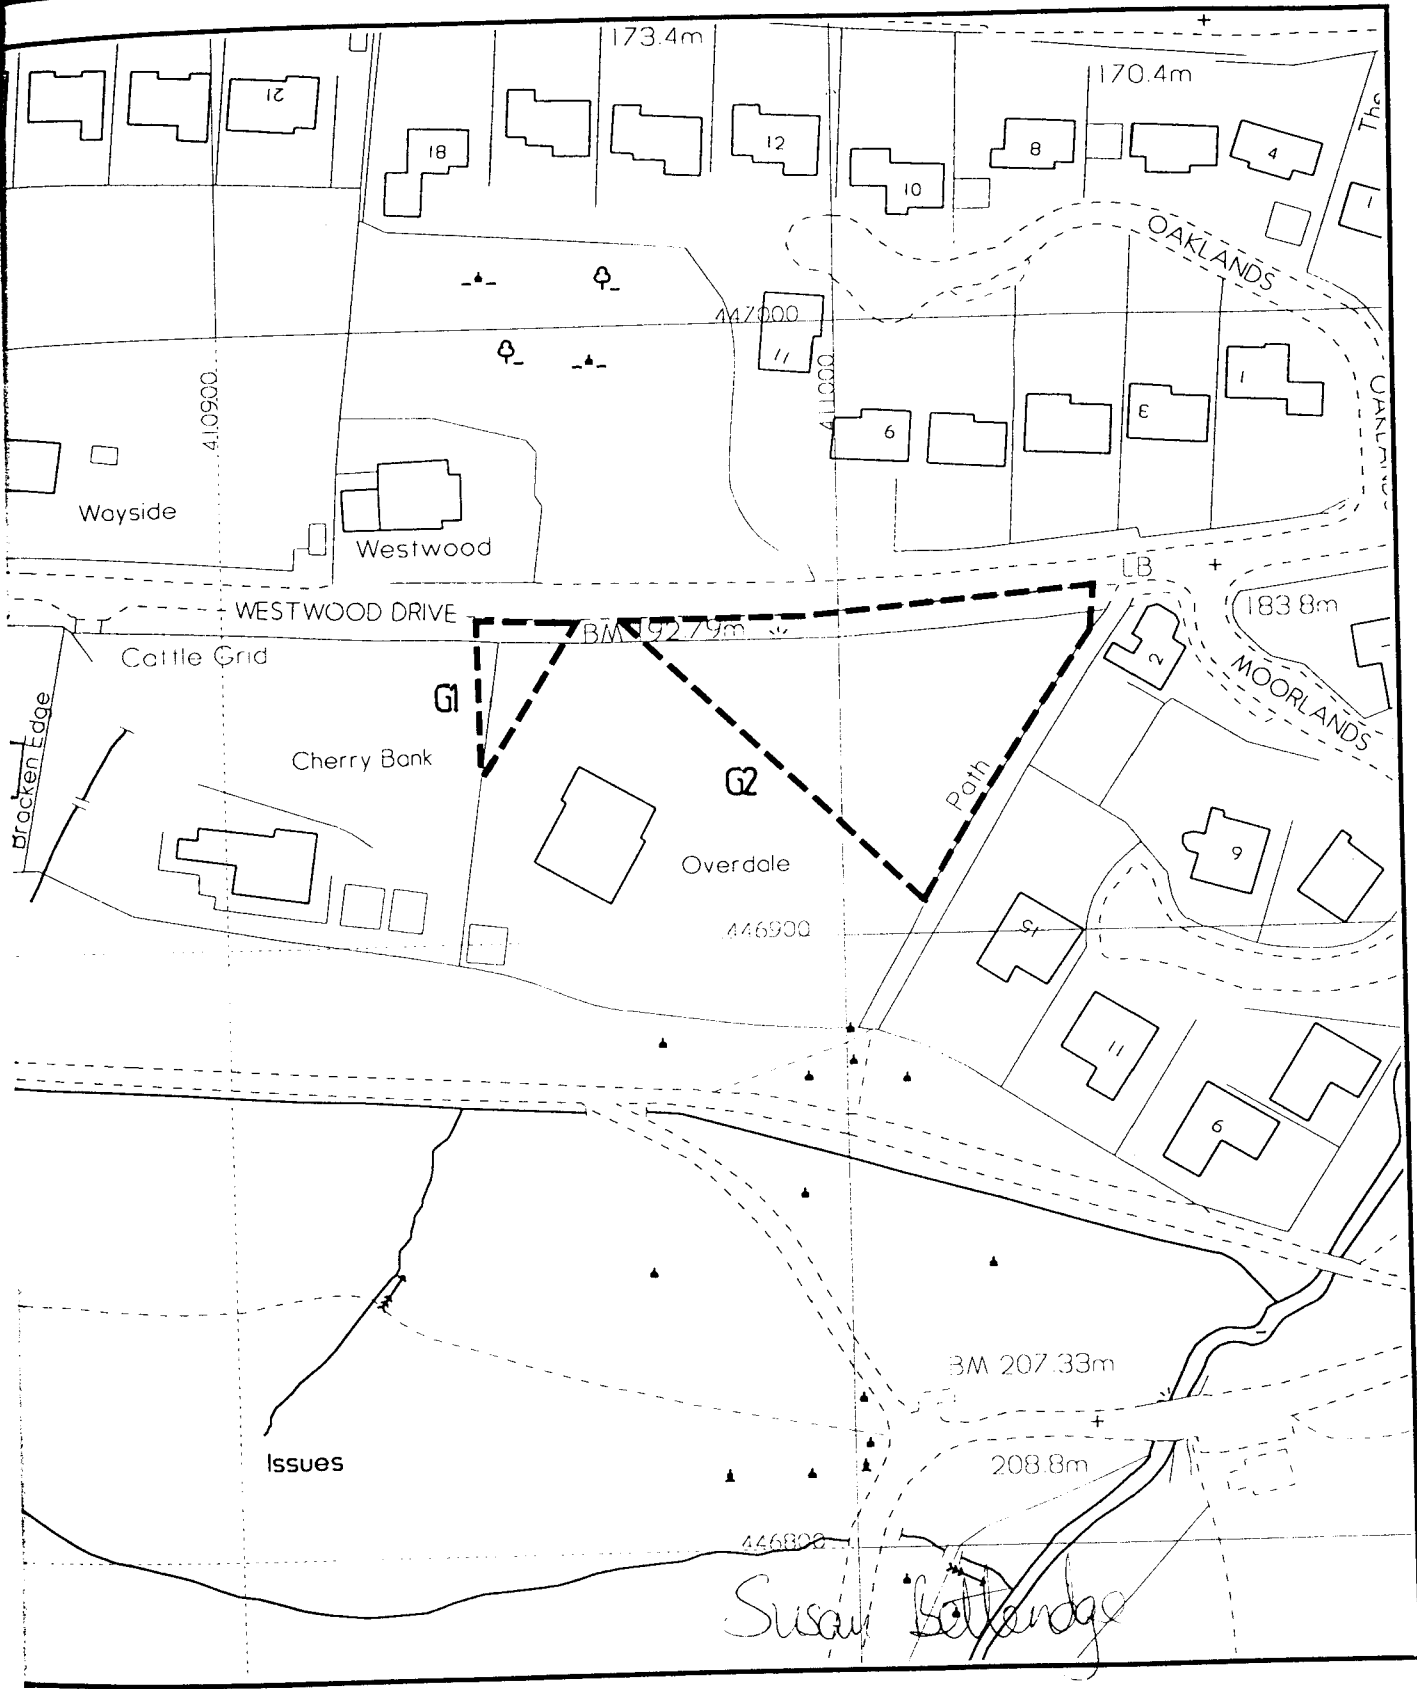 173.4m
170.4m
The
21
18
12
10
8
4
1
OAKLANDS
447000
11
410900
411000
6
3
1
OAKLANDS
Wayside
Westwood
LB
WESTWOOD DRIVE
BM 192.79m
183.8m
Cattle Grid
2
MOORLANDS
G1
Bracken Edge
Cherry Bank
G2
Path
9
Overdale
15
446900
11
6
BM 207.33m
Issues
208.8m
446800
Susan Betteridge